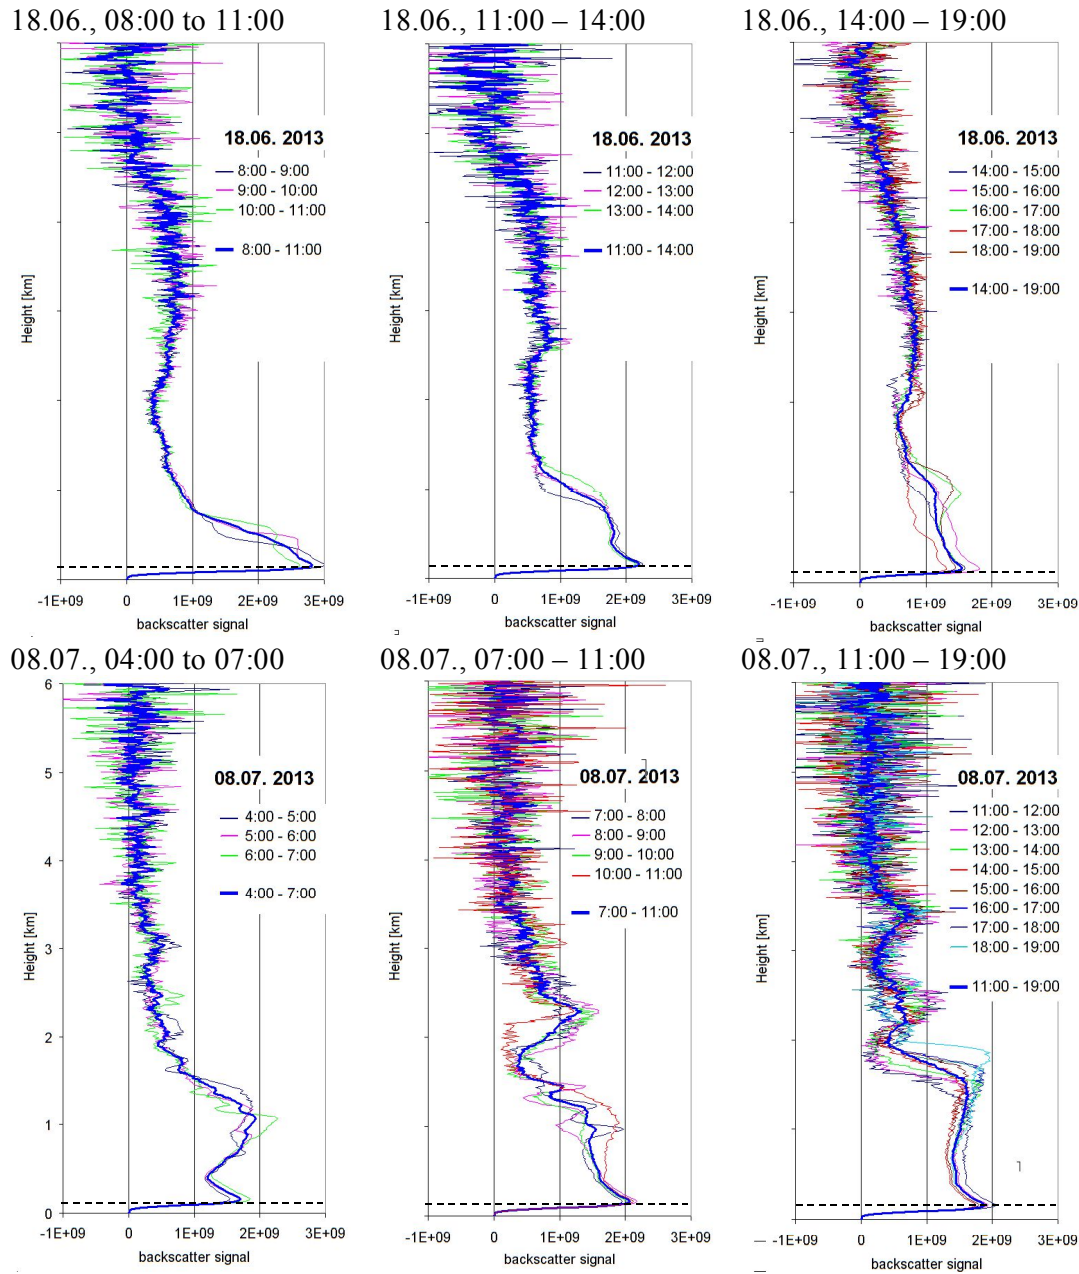 18.06., 08:00 to 11:00
18.06., 11:00 – 14:00
18.06., 14:00 – 19:00
18.06. 2013
8:00 - 9:00
9:00 - 10:00
10:00 - 11:00
8:00 - 11:00
Height [km]
-1E+09 0 1E+09 2E+09 3E+09
backscatter signal
18.06. 2013
11:00 - 12:00
12:00 - 13:00
13:00 - 14:00
11:00 - 14:00
Height [km]
-1E+09 0 1E+09 2E+09 3E+09
backscatter signal
18.06. 2013
14:00 - 15:00
15:00 - 16:00
16:00 - 17:00
17:00 - 18:00
18:00 - 19:00
14:00 - 19:00
Height [km]
-1E+09 0 1E+09 2E+09 3E+09
backscatter signal
08.07., 04:00 to 07:00
08.07., 07:00 – 11:00
08.07., 11:00 – 19:00
6
5
4
3
2
1
0
08.07. 2013
4:00 - 5:00
5:00 - 6:00
6:00 - 7:00
4:00 - 7:00
Height [km]
-1E+09 0 1E+09 2E+09 3E+09
backscatter signal
08.07. 2013
7:00 - 8:00
8:00 - 9:00
9:00 - 10:00
10:00 - 11:00
7:00 - 11:00
Height [km]
-1E+09 0 1E+09 2E+09 3E+09
backscatter signal
08.07. 2013
11:00 - 12:00
12:00 - 13:00
13:00 - 14:00
14:00 - 15:00
15:00 - 16:00
16:00 - 17:00
17:00 - 18:00
18:00 - 19:00
11:00 - 19:00
Height [km]
-1E+09 0 1E+09 2E+09 3E+09
backscatter signal